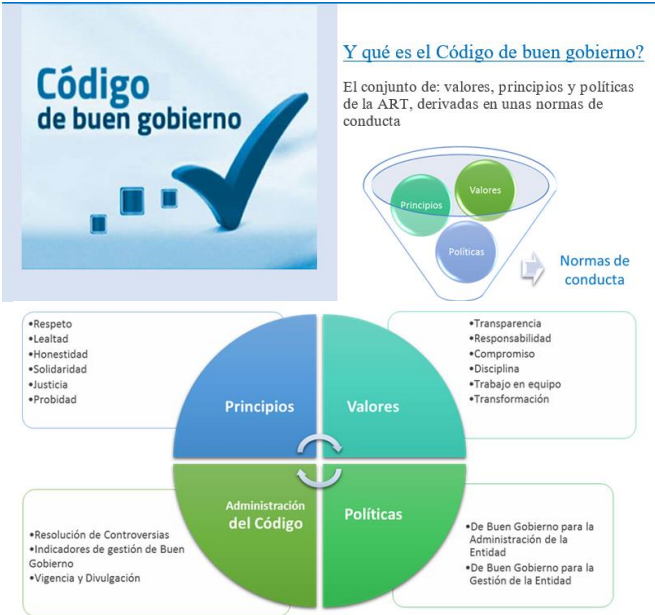 Código
de buen gobierno
Y qué es el Código de buen gobierno?
El conjunto de: valores, principios y políticas
de la ART, derivadas en unas normas de
conducta
Principios
Valores
Políticas
Normas de
conducta
•Respeto
•Lealtad
•Honestidad
•Solidaridad
•Justicia
•Probidad
•Transparencia
•Responsabilidad
•Compromiso
•Disciplina
•Trabajo en equipo
•Transformación
Principios
Valores
Administración
del Código
Políticas
•Resolución de Controversias
•Indicadores de gestión de Buen
Gobierno
•Vigencia y Divulgación
•De Buen Gobierno para la
Administración de la
Entidad
•De Buen Gobierno para la
Gestión de la Entidad